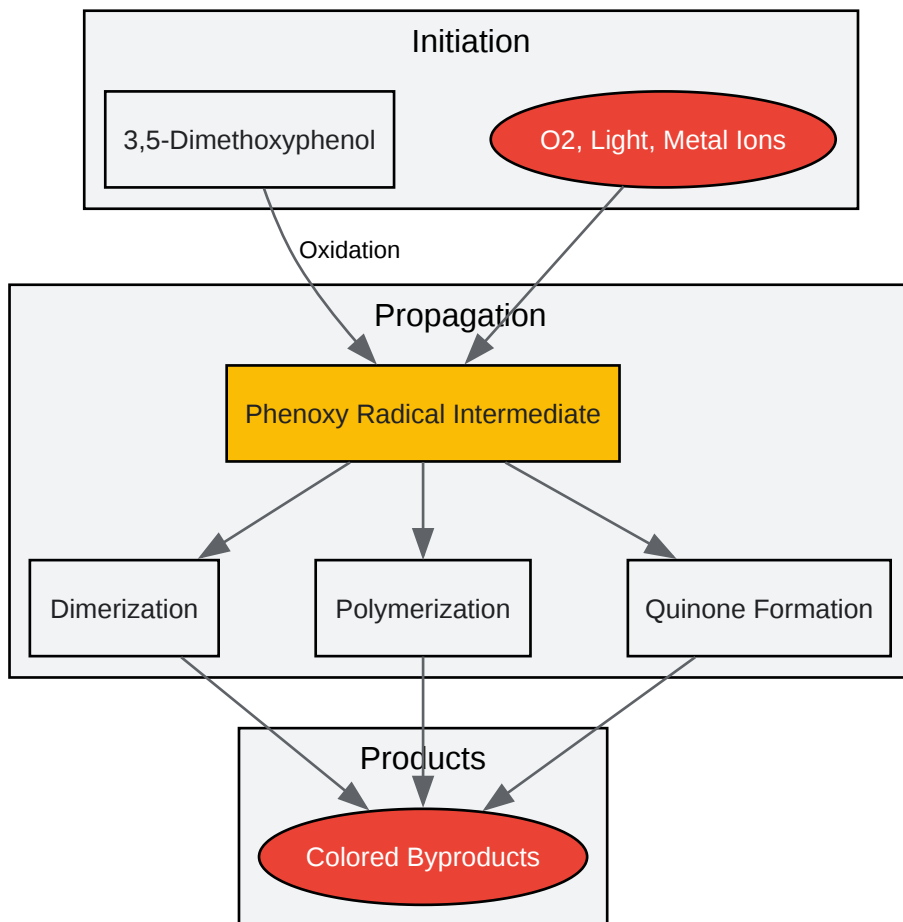 Initiation
3,5-Dimethoxyphenol
O2, Light, Metal Ions
Oxidation
Propagation
Phenoxy Radical Intermediate
Dimerization
Polymerization
Quinone Formation
Products
Colored Byproducts